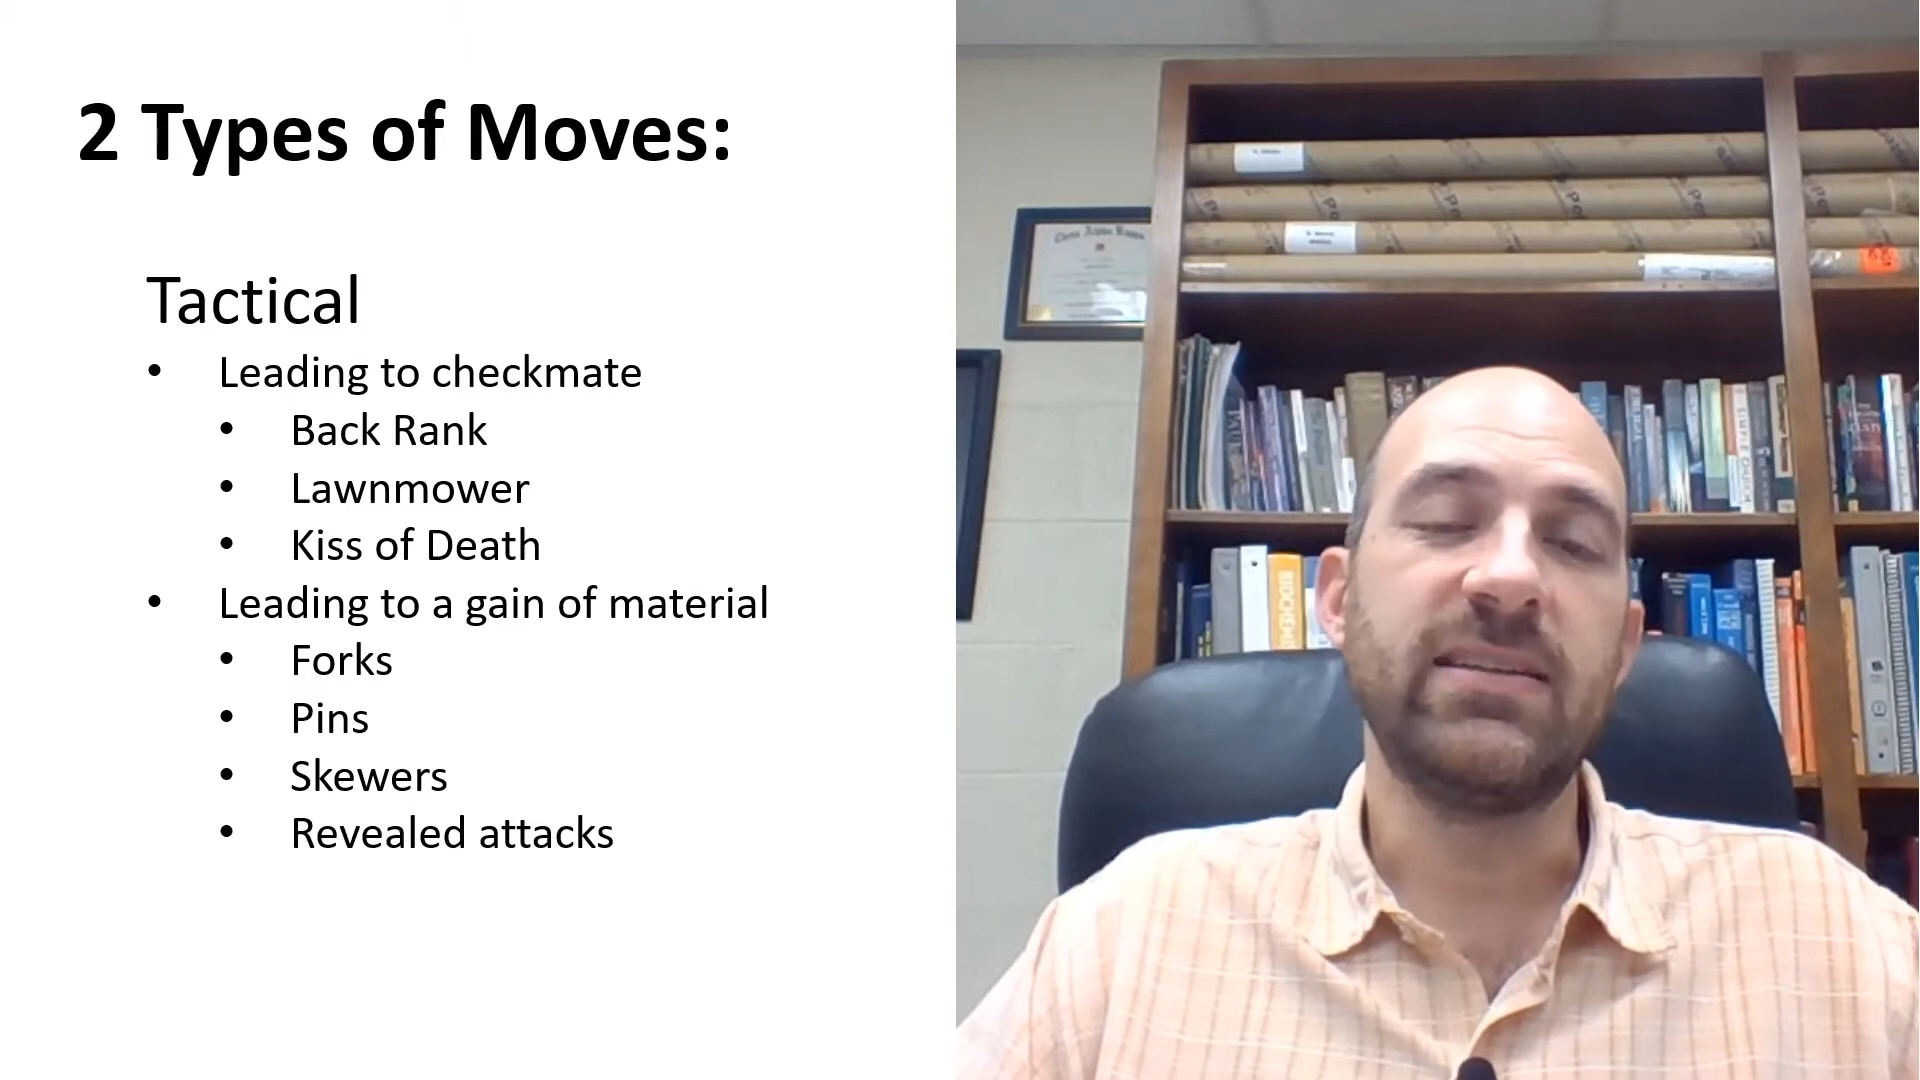 2 Types of Moves:
Tactical
• Leading to checkmate
• Back Rank
• Lawnmower
• Kiss of Death
• Leading to a gain of material
• Forks
• Pins
• Skewers
• Revealed attacks